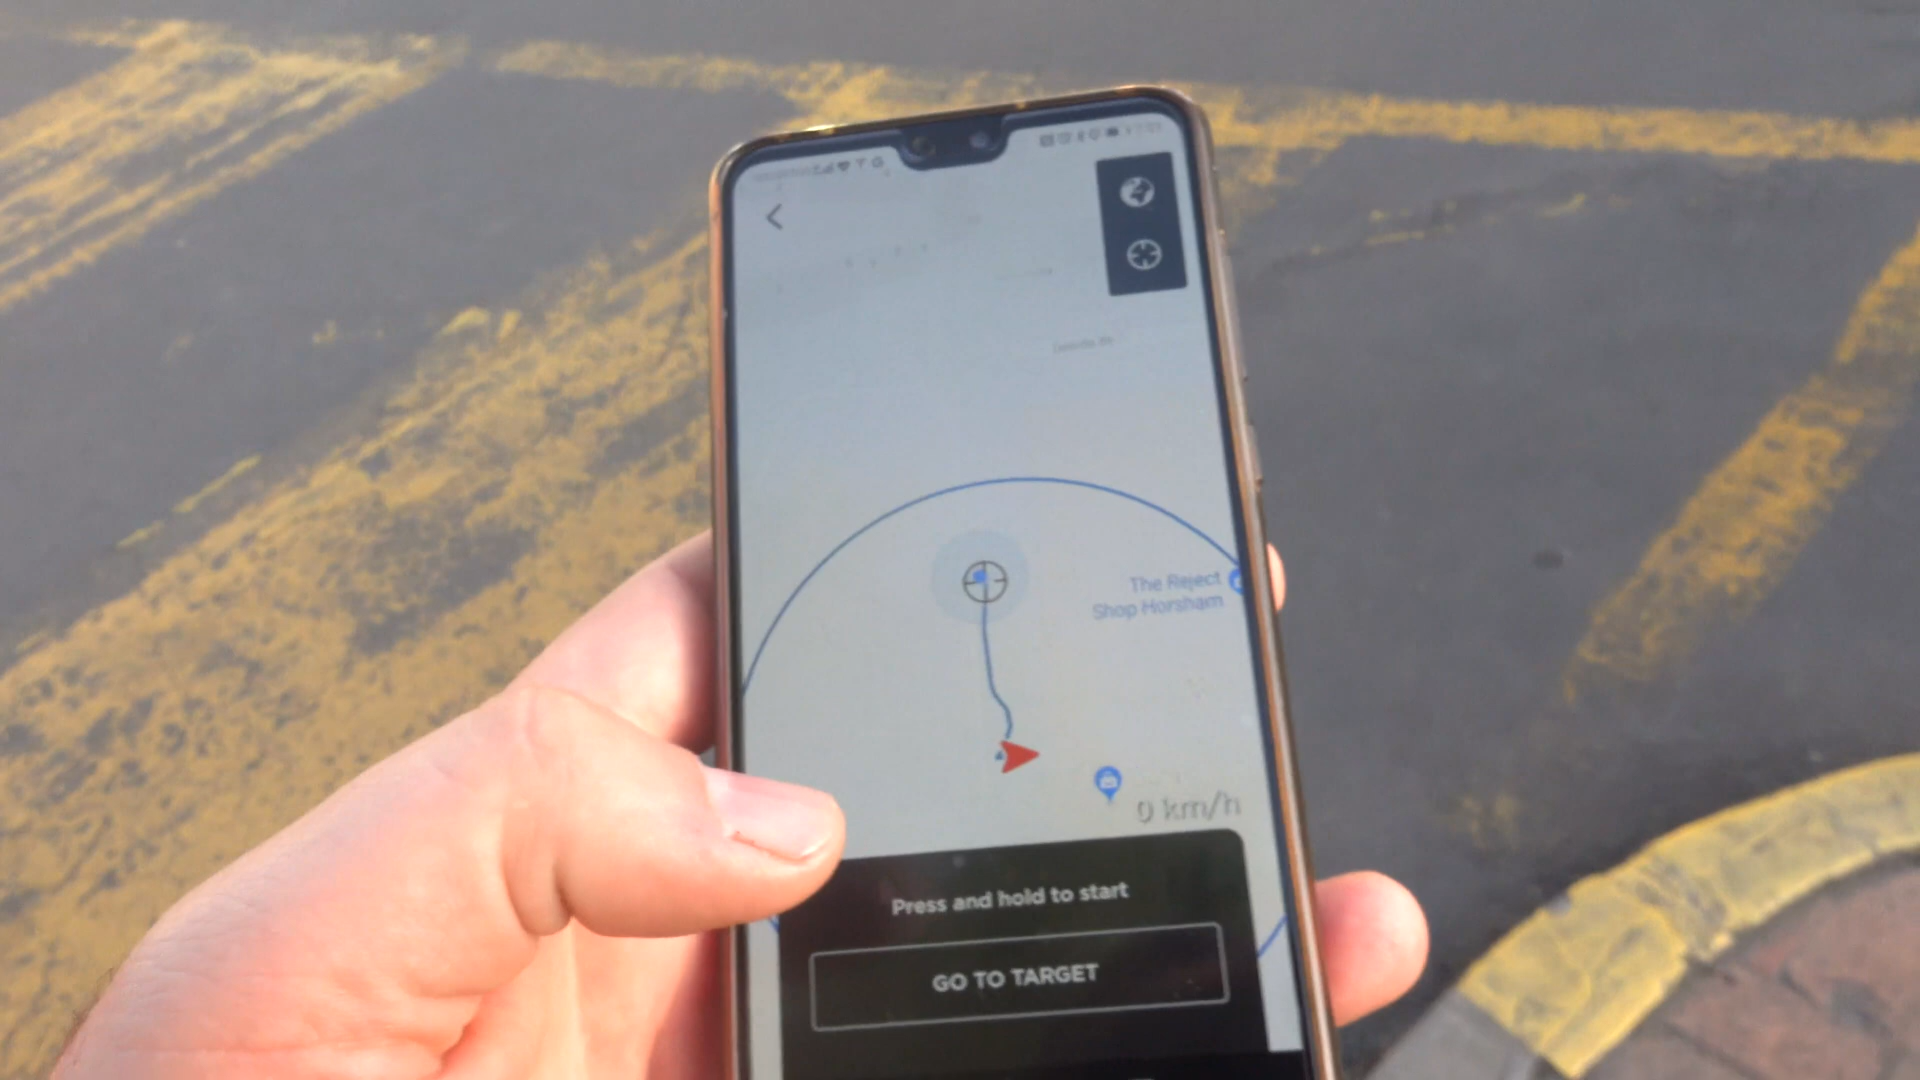 The Reject
Shop Horsham
0 km/h
Press and hold to start
GO TO TARGET